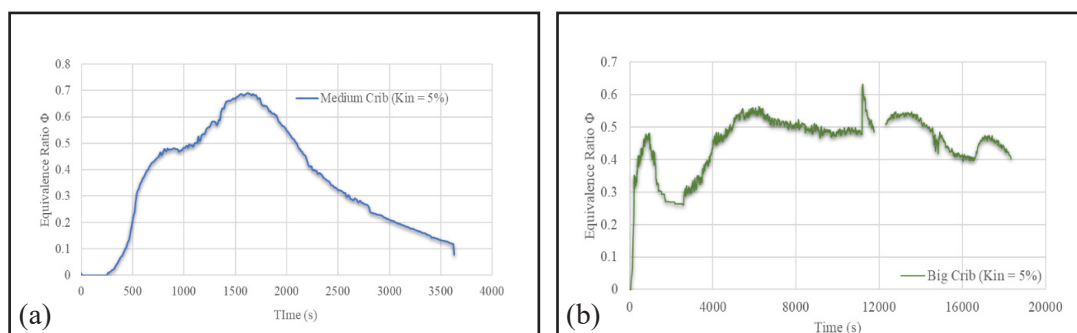 0.8
0.7
0.6
0.5
0.4
0.3
0.2
0.1
0
Equivalence Ratio Φ
Medium Crib (Kin = 5%)
0 500 1000 1500 2000 2500 3000 3500 4000
TIme (s)
(a)
0.7
0.6
0.5
0.4
0.3
0.2
0.1
0
Equivalence Ratio Φ
Big Crib (Kin = 5%)
0 4000 8000 12000 16000 20000
Time (s)
(b)